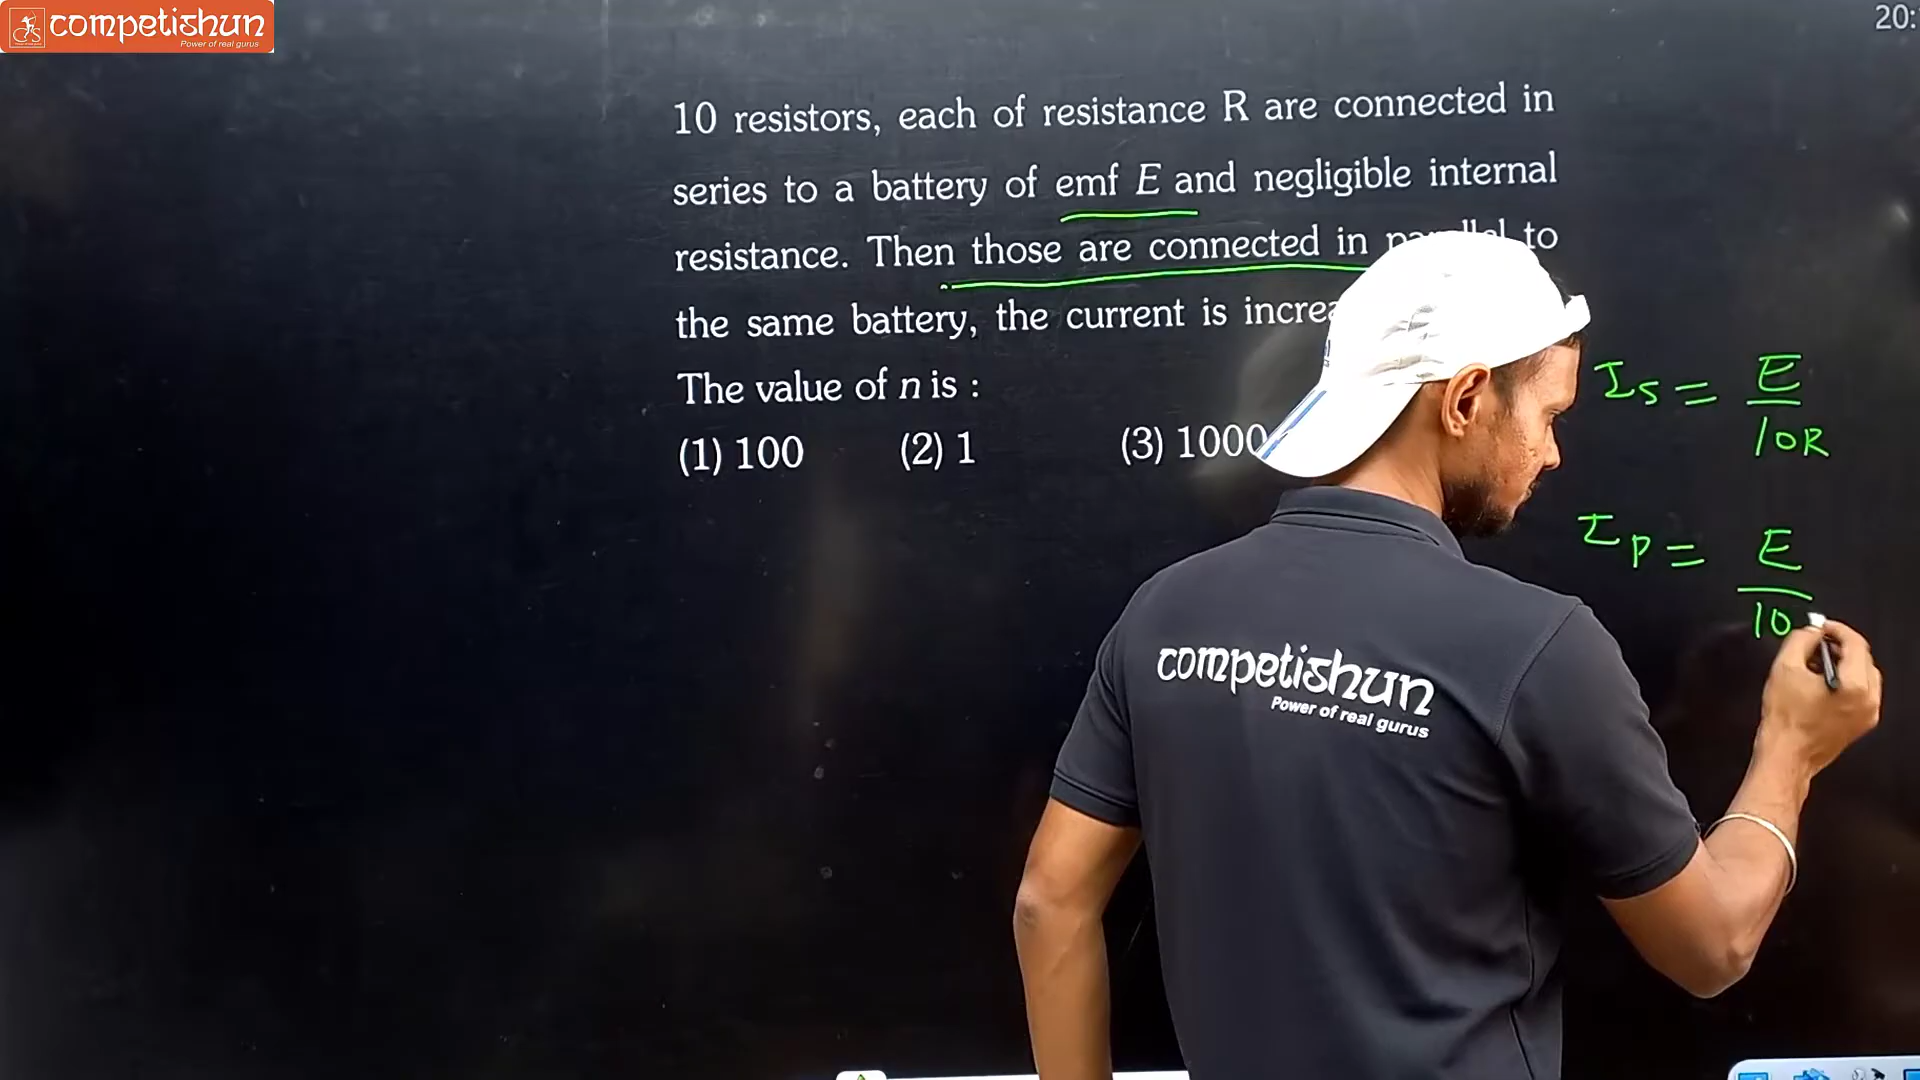 competishun
Power of real gurus
20:
10 resistors, each of resistance R are connected in
series to a battery of emf E and negligible internal
resistance. Then those are connected in to
the same battery, the current is
The value of n is :
(1) 100 (2) 1 (3) 1000
I_S = E/10R
I_P = E/10
competishun
Power of real gurus